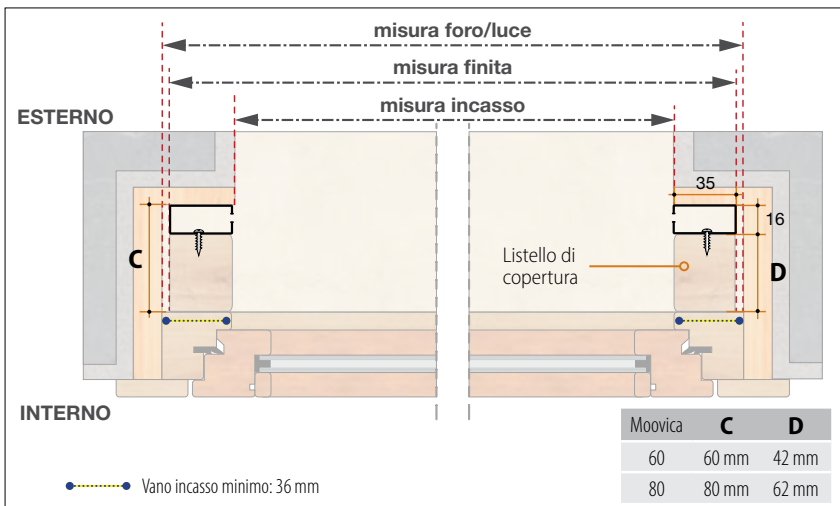 misura foro/luce
misura finita
misura incasso
ESTERNO
35
16
C
Listello di
copertura
D
INTERNO
Moovica C D
60 60 mm 42 mm
80 80 mm 62 mm
Vano incasso minimo: 36 mm